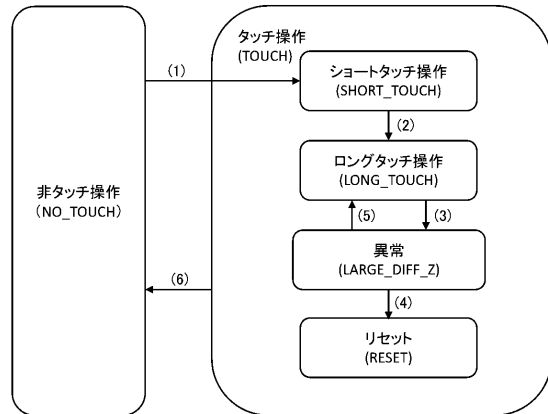 タッチ操作
(TOUCH)
(1)
ショートタッチ操作
(SHORT_TOUCH)
(2)
ロングタッチ操作
(LONG_TOUCH)
非タッチ操作
(NO_TOUCH)
(5)
(3)
異常
(LARGE_DIFF_Z)
(6)
(4)
リセット
(RESET)